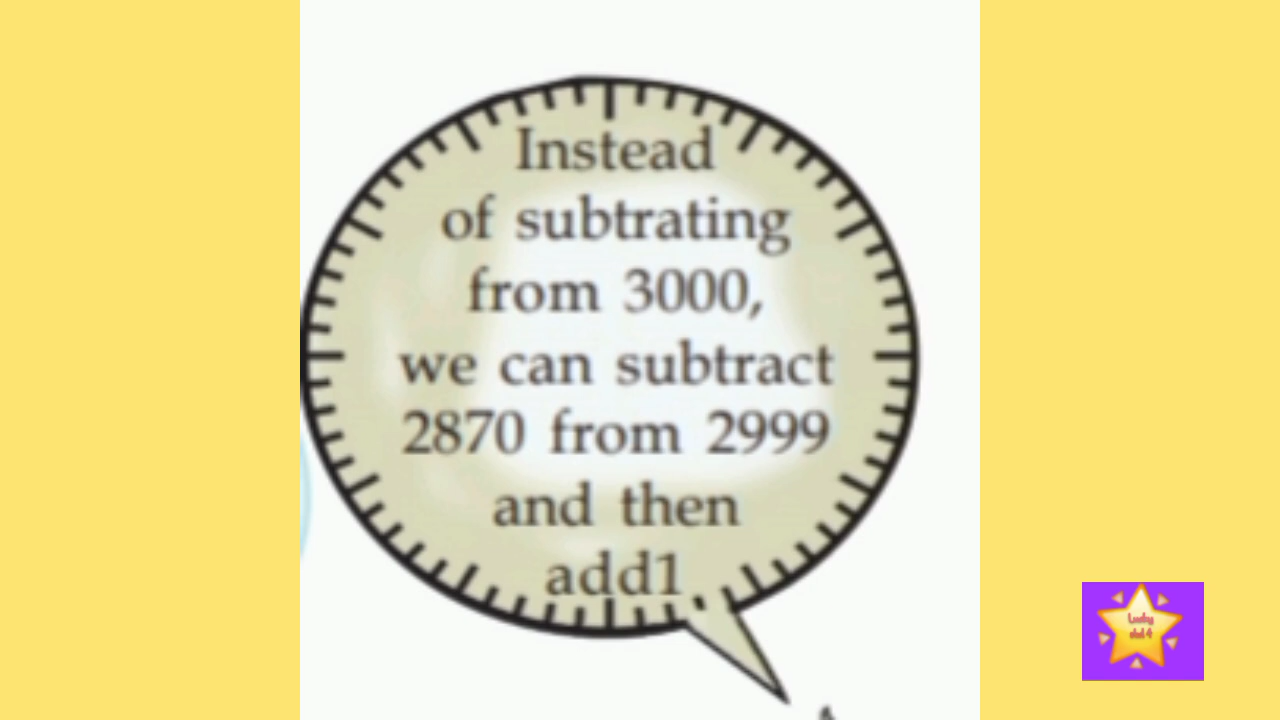 Instead
of subtrating
from 3000,
we can subtract
2870 from 2999
and then
add1.